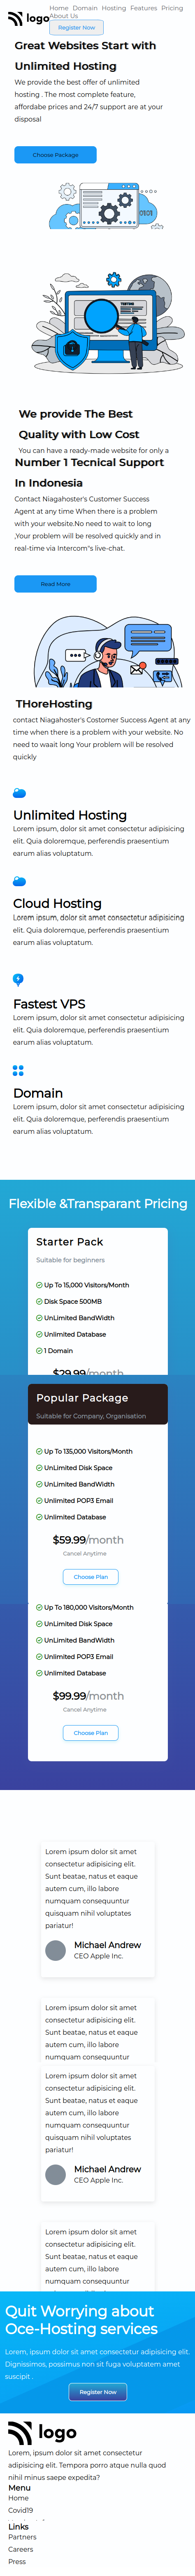 logo
Home Domain Hosting Features Pricing
About Us
Register Now
Great Websites Start with
Unlimited Hosting
We provide the best offer of unlimited
hosting . The most complete feature,
affordabe prices and 24/7 support are at your
disposal
Choose Package
0101
We provide The Best
Quality with Low Cost
You can have a ready-made website for only a
Number 1 Tecnical Support
In Indonesia
Contact Niagahoster's Customer Success
Agent at any time When there is a problem
with your website.No need to wait to long
,Your problem will be resolved quickly and in
real-time via Intercom"s live-chat.
Read More
THoreHosting
contact Niagahoster's Costomer Success Agent at any
time when there is a problem with your website. No
need to waait long Your problem will be resolved
quickly
Unlimited Hosting
Lorem ipsum, dolor sit amet consectetur adipisicing
elit. Quia doloremque, perferendis praesentium
earum alias voluptatum.
Cloud Hosting
Lorem ipsum, dolor sit amet consectetur adipisicing
elit. Quia doloremque, perferendis praesentium
earum alias voluptatum.
Fastest VPS
Lorem ipsum, dolor sit amet consectetur adipisicing
elit. Quia doloremque, perferendis praesentium
earum alias voluptatum.
Domain
Lorem ipsum, dolor sit amet consectetur adipisicing
elit. Quia doloremque, perferendis praesentium
earum alias voluptatum.
Flexible &Transparant Pricing
Starter Pack
Suitable for beginners
Up To 15,000 Visitors/Month
Disk Space 500MB
UnLimited BandWidth
Unlimited Database
1 Domain
$29.99/month
Popular Package
Suitable for Company, Organisation
Up To 135,000 Visitors/Month
UnLimited Disk Space
UnLimited BandWidth
Unlimited POP3 Email
Unlimited Database
$59.99/month
Cancel Anytime
Choose Plan
Up To 180,000 Visitors/Month
UnLimited Disk Space
UnLimited BandWidth
Unlimited POP3 Email
Unlimited Database
$99.99/month
Cancel Anytime
Choose Plan
Lorem ipsum dolor sit amet
consectetur adipisicing elit.
Sunt beatae, natus et eaque
autem cum, illo labore
numquam consequuntur
quisquam nihil voluptates
pariatur!
Michael Andrew
CEO Apple Inc.
Lorem ipsum dolor sit amet
consectetur adipisicing elit.
Sunt beatae, natus et eaque
autem cum, illo labore
numquam consequuntur
Lorem ipsum dolor sit amet
consectetur adipisicing elit.
Sunt beatae, natus et eaque
autem cum, illo labore
numquam consequuntur
quisquam nihil voluptates
pariatur!
Michael Andrew
CEO Apple Inc.
Lorem ipsum dolor sit amet
consectetur adipisicing elit.
Sunt beatae, natus et eaque
autem cum, illo labore
numquam consequuntur
Quit Worrying about
Oce-Hosting services
Lorem, ipsum dolor sit amet consectetur adipisicing elit.
Dignissimos, possimus non sit fuga voluptatem amet
suscipit .
Register Now
logo
Lorem, ipsum dolor sit amet consectetur
adipisicing elit. Tempora porro atque nulla quod
nihil minus saepe expedita?
Menu
Home
Covid19
Links
Partners
Careers
Press